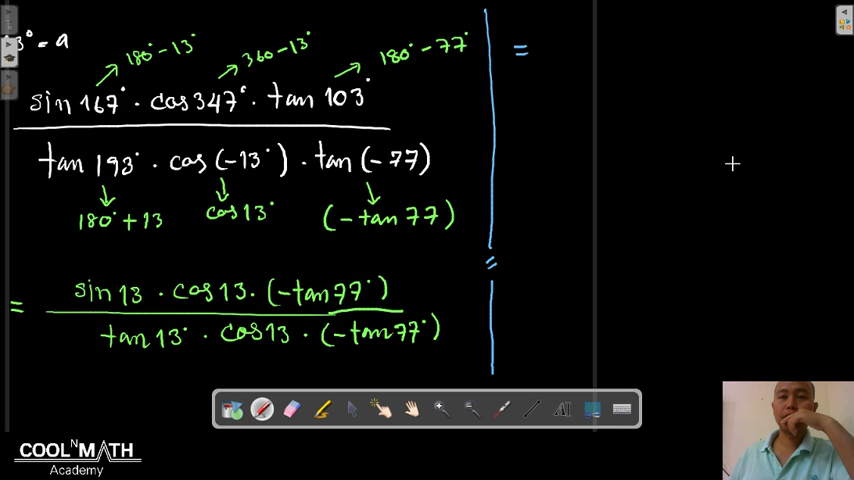 3° = a
180° - 13° 360 - 13° 180° - 77°
sin 167° · cos 347° · tan 103°
tan 193° · cos (-13°) · tan (-77)
180° + 13 cos 13° (-tan 77)
= sin 13 · cos 13 · (-tan 77°)
tan 13° · cos 13 · (-tan 77°)
=
=
COOL N MATH
Academy